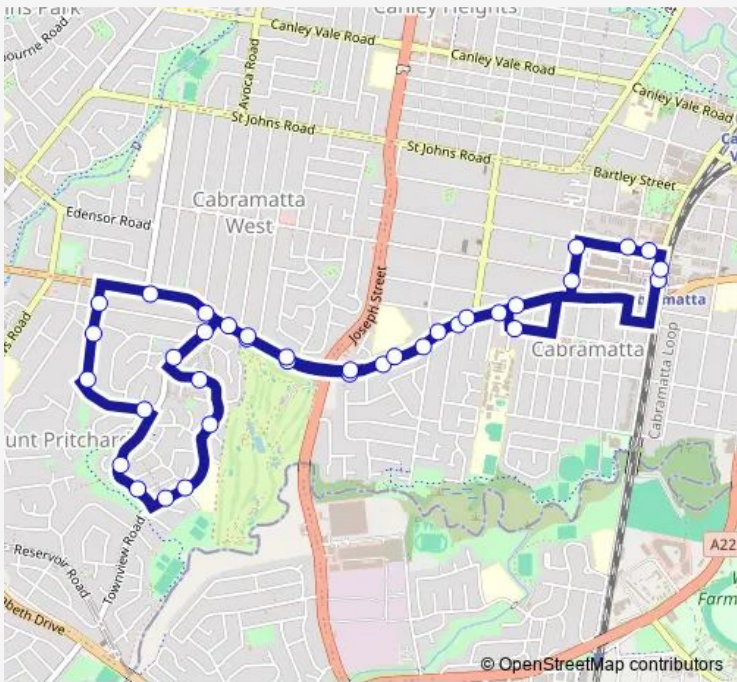 Canley Heights
Canley Vale Road
Canley Vale Road
Canley Vale Road
Avoca Road
St Johns Road
St Johns Road
Bartley Street
Cabramatta
West
Edensor Road
Joseph Street
Cabramatta
Cabramatta Loop
Townview Road
Reservoir Road
A22
© OpenStreetMap contributors